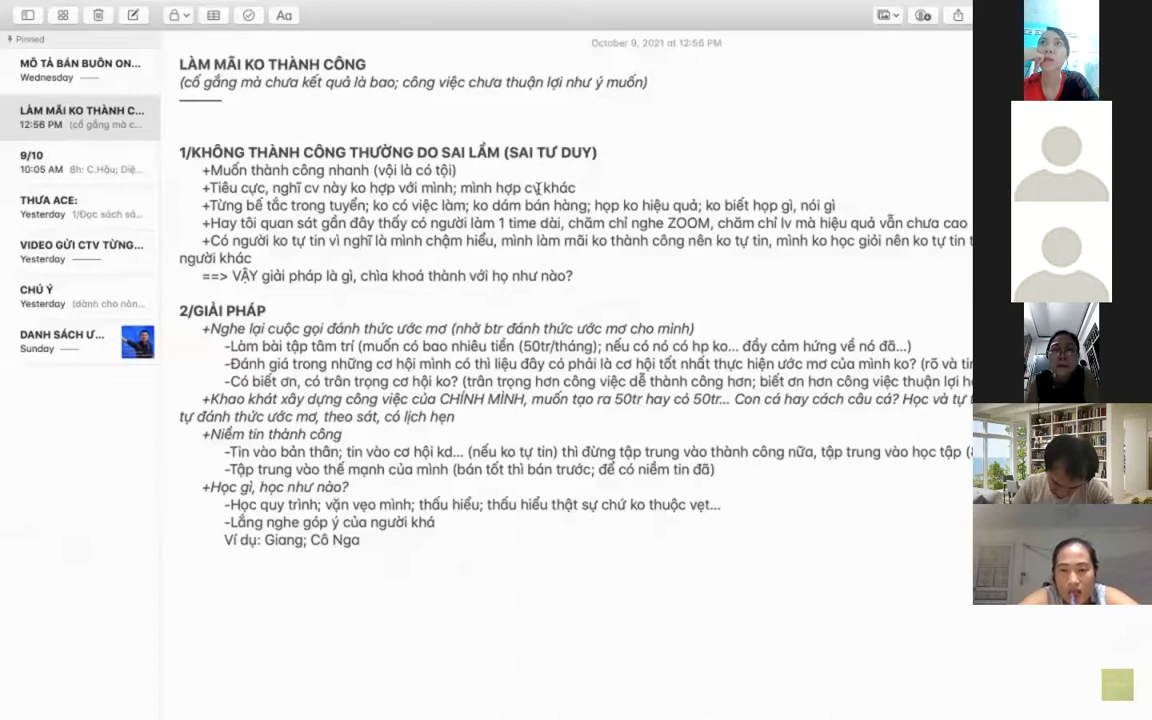 Aa
Pinned
October 9, 2021 at 12:56 PM
MÔ TẢ BÁN BUÔN ON...
Wednesday
LÀM MÃI KO THÀNH C...
12:56 PM (cố gắng mà c...
9/10
10:05 AM 8h: C.Hậu; Diệ...
THƯA ACE:
Yesterday 1/Đọc sách sá...
VIDEO GỬI CTV TỪNG...
Yesterday
CHÚ Ý
Yesterday (dành cho nòn...
DANH SÁCH Ư...
Sunday
LÀM MÃI KO THÀNH CÔNG
(cố gắng mà chưa kết quả là bao; công việc chưa thuận lợi như ý muốn)
1/KHÔNG THÀNH CÔNG THƯỜNG DO SAI LẦM (SAI TƯ DUY)
+Muốn thành công nhanh (vội là có tội)
+Tiêu cực, nghĩ cv này ko hợp với mình; mình hợp cv khác
+Từng bế tắc trong tuyển; ko có việc làm; ko dám bán hàng; họp ko hiệu quả; ko biết họp gì, nói gì
+Hay tôi quan sát gần đây thấy có người làm 1 time dài, chăm chỉ nghe ZOOM, chăm chỉ lv mà hiệu quả vẫn chưa cao
+Có người ko tự tin vì nghĩ là mình chậm hiểu, mình làm mãi ko thành công nên ko tự tin, mình ko học giỏi nên ko tự tin t
người khác
==> VẬY giải pháp là gì, chìa khoá thành với họ như nào?
2/GIẢI PHÁP
+Nghe lại cuộc gọi đánh thức ước mơ (nhờ btr đánh thức ước mơ cho mình)
-Làm bài tập tâm trí (muốn có bao nhiêu tiền (50tr/tháng); nếu có nó có hp ko... đầy cảm hứng về nó đã...)
-Đánh giá trong những cơ hội mình có thì liệu đây có phải là cơ hội tốt nhất thực hiện ước mơ của mình ko? (rõ và tin
-Có biết ơn, có trân trọng cơ hội ko? (trân trọng hơn công việc dễ thành công hơn; biết ơn hơn công việc thuận lợi h
+Khao khát xây dựng công việc của CHÍNH MÌNH, muốn tạo ra 50tr hay có 50tr... Con cá hay cách câu cá? Học và tự t
tự đánh thức ước mơ, theo sát, có lịch hẹn
+Niềm tin thành công
-Tin vào bản thân; tin vào cơ hội kd... (nếu ko tự tin) thì đừng tập trung vào thành công nữa, tập trung vào học tập
-Tập trung vào thế mạnh của mình (bán tốt thì bán trước; để có niềm tin đã)
+Học gì, học như nào?
-Học quy trình; vặn vẹo mình; thấu hiểu; thấu hiểu thật sự chứ ko thuộc vẹt...
-Lắng nghe góp ý của người khá
Ví dụ: Giang; Cô Nga